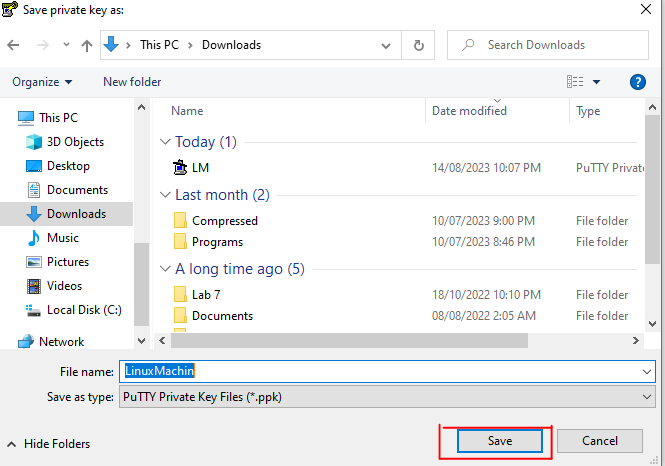 Save private key as:
This PC > Downloads
Search Downloads
Organize New folder
Name Date modified Type
This PC
3D Objects
Desktop
Documents
Downloads
Music
Pictures
Videos
Local Disk (C:)
Network
Today (1)
LM 14/08/2023 10:07 PM PuTTY Private
Last month (2)
Compressed 10/07/2023 9:00 PM File folder
Programs 10/07/2023 8:46 PM File folder
A long time ago (5)
Lab 7 18/10/2022 10:10 PM File folder
Documents 08/08/2022 2:05 AM File folder
File name: LinuxMachin
Save as type: PuTTY Private Key Files (*.ppk)
Hide Folders Save Cancel